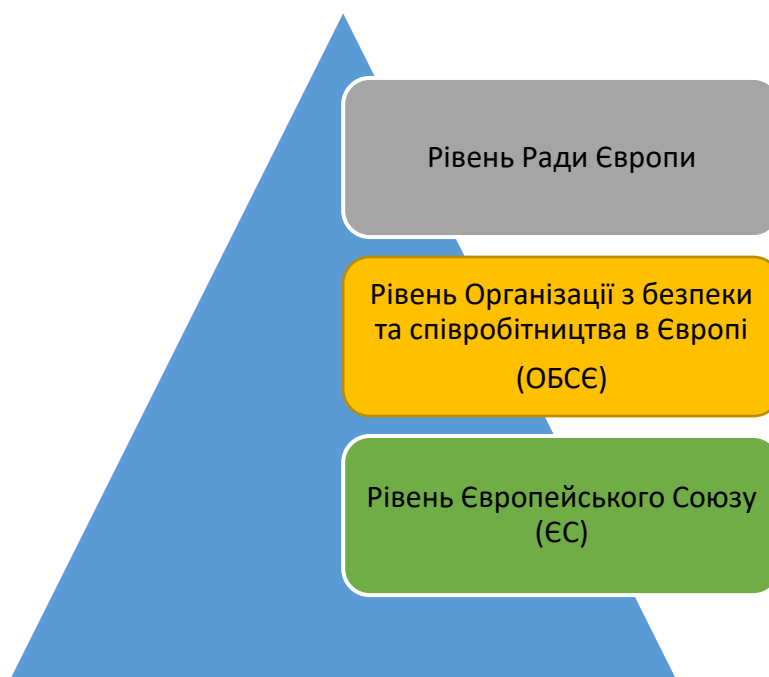 Рівень Ради Європи
Рівень Організації з безпеки
та співробітництва в Європі
(ОБСЄ)
Рівень Європейського Союзу
(ЄС)